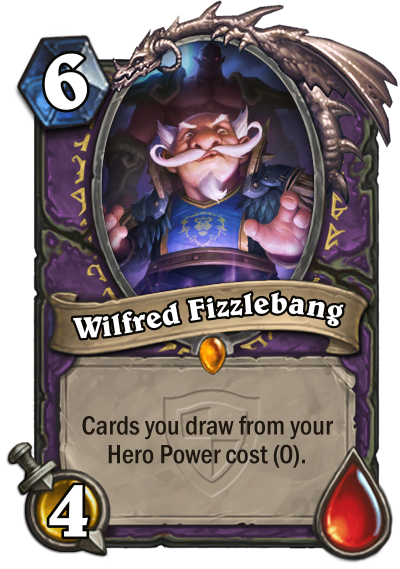 6
Wilfred Fizzlebang
Cards you draw from your
Hero Power cost (0).
4